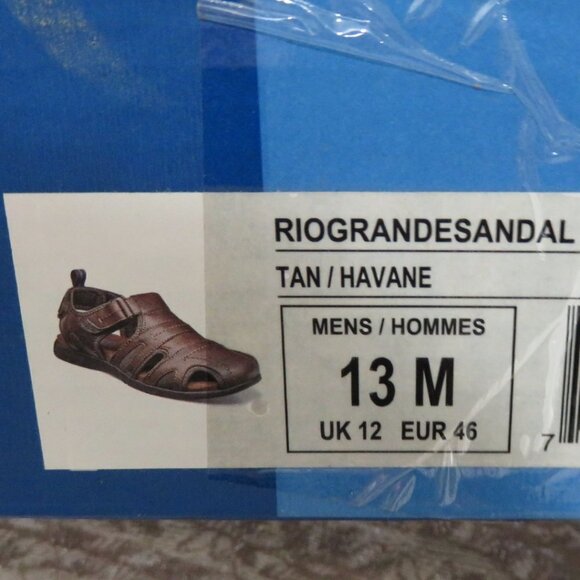 RIOGRANDESANDAL
TAN / HAVANE
MENS / HOMMES
13 M
UK 12 EUR 46
7